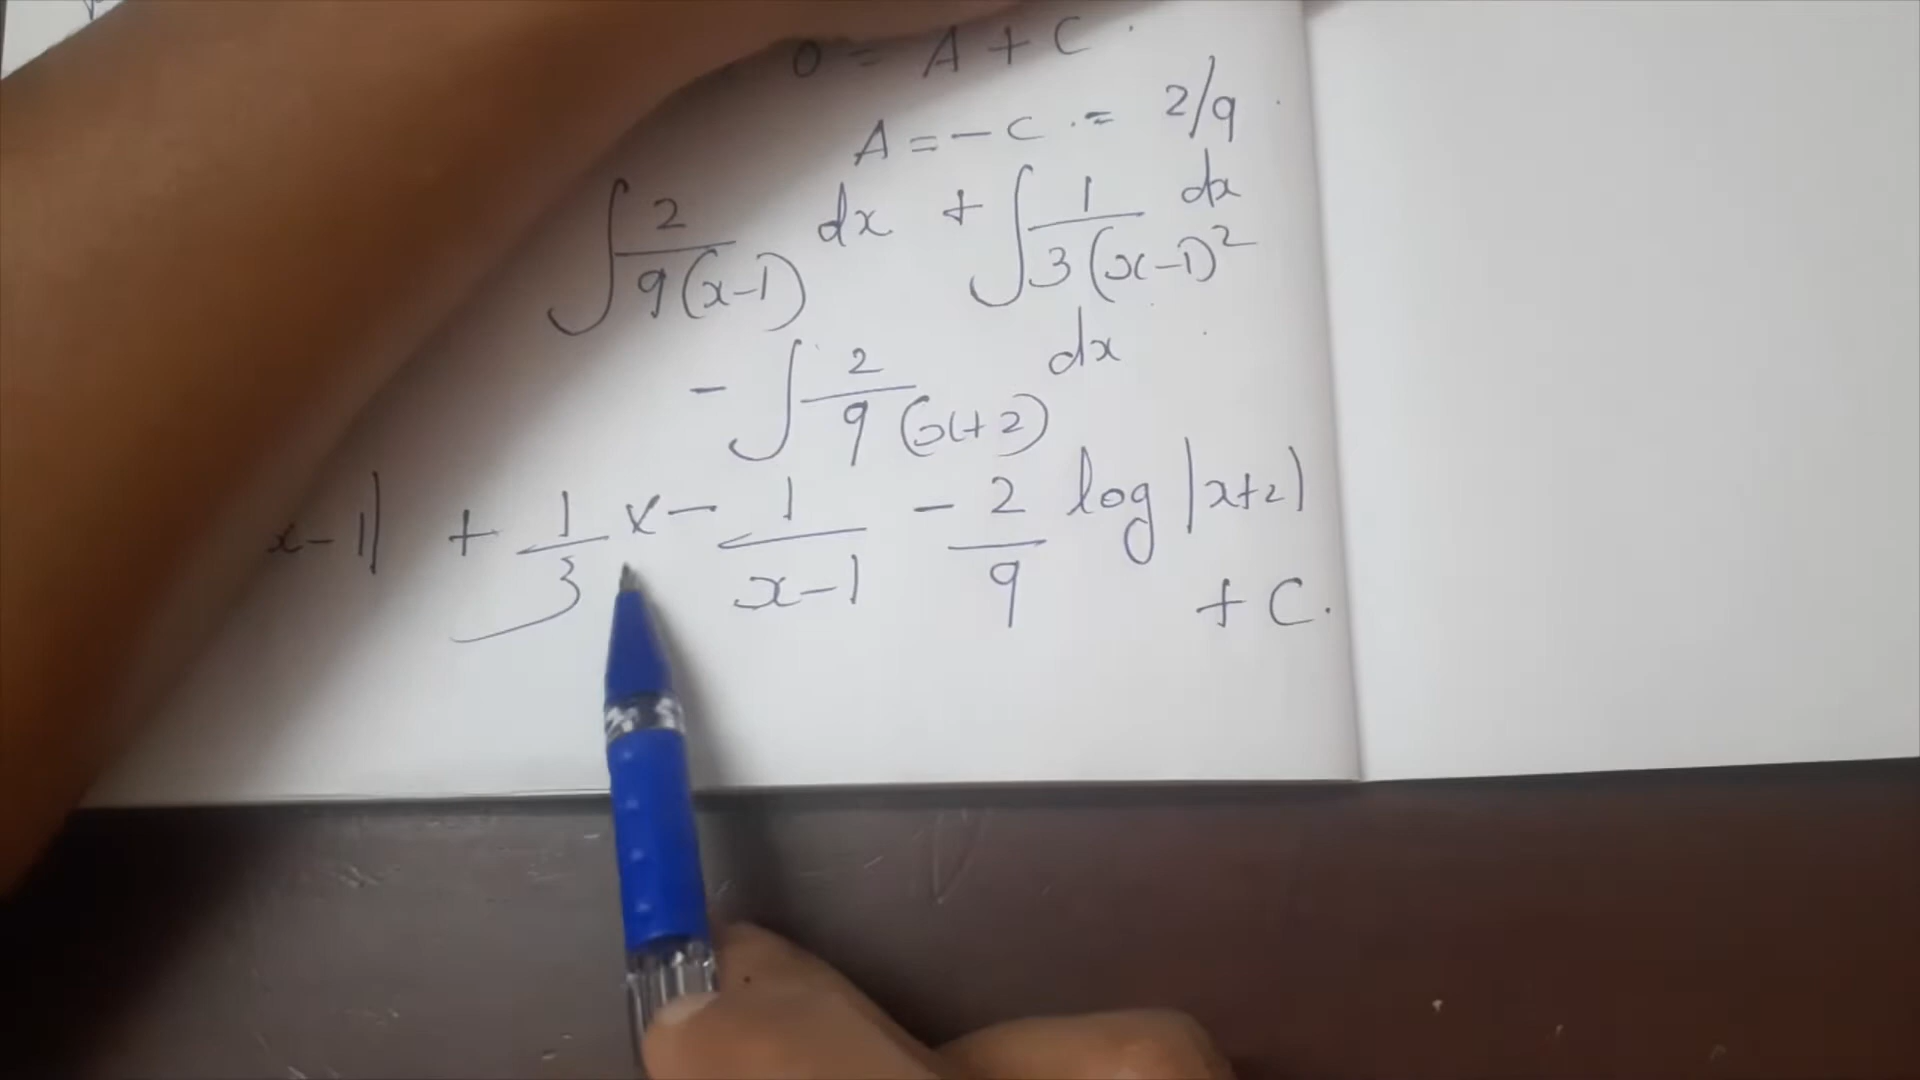 0 = A + C
A = - C = 2/9
∫ 2/9(x-1) dx + ∫ 1/3(x-1)² dx
- ∫ 2/9(x+2) dx
x-1| + 1/3 x - 1/x-1 - 2/9 log |x+2|
+ C.